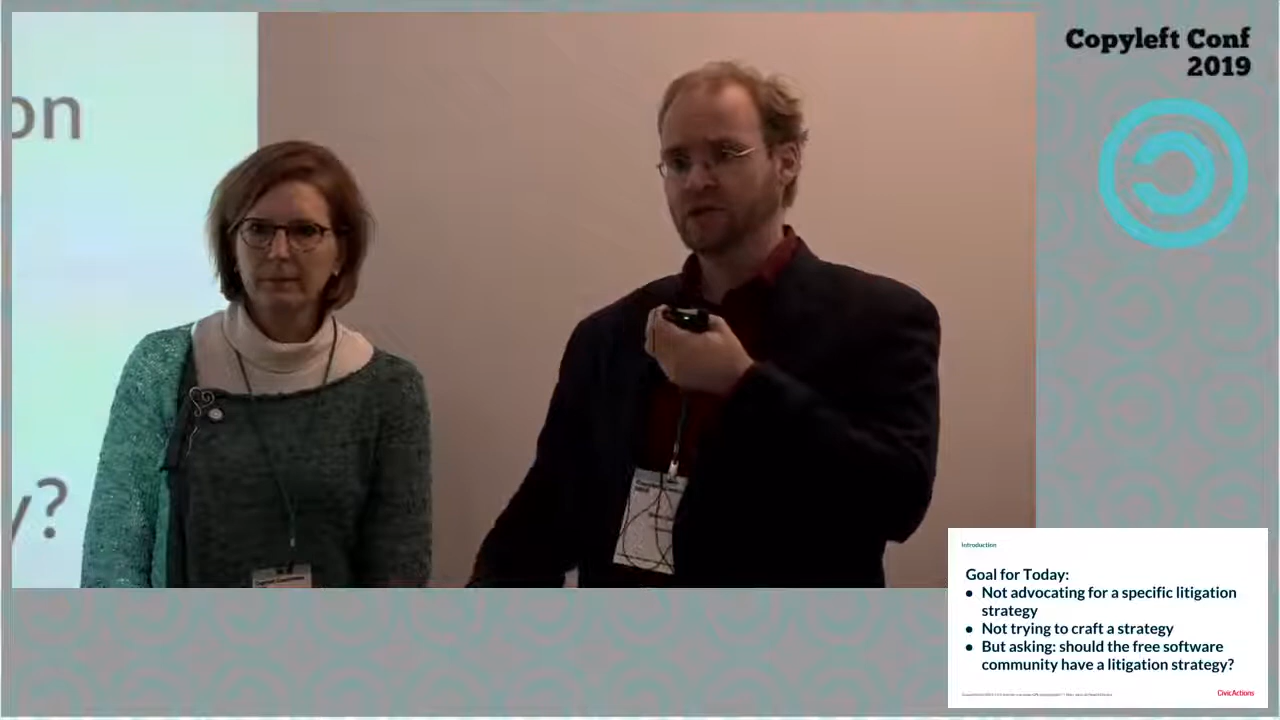 Copyleft Conf
2019
on
y?
Introduction
Goal for Today:
• Not advocating for a specific litigation
strategy
• Not trying to craft a strategy
• But asking: should the free software
community have a litigation strategy?
CivicActions